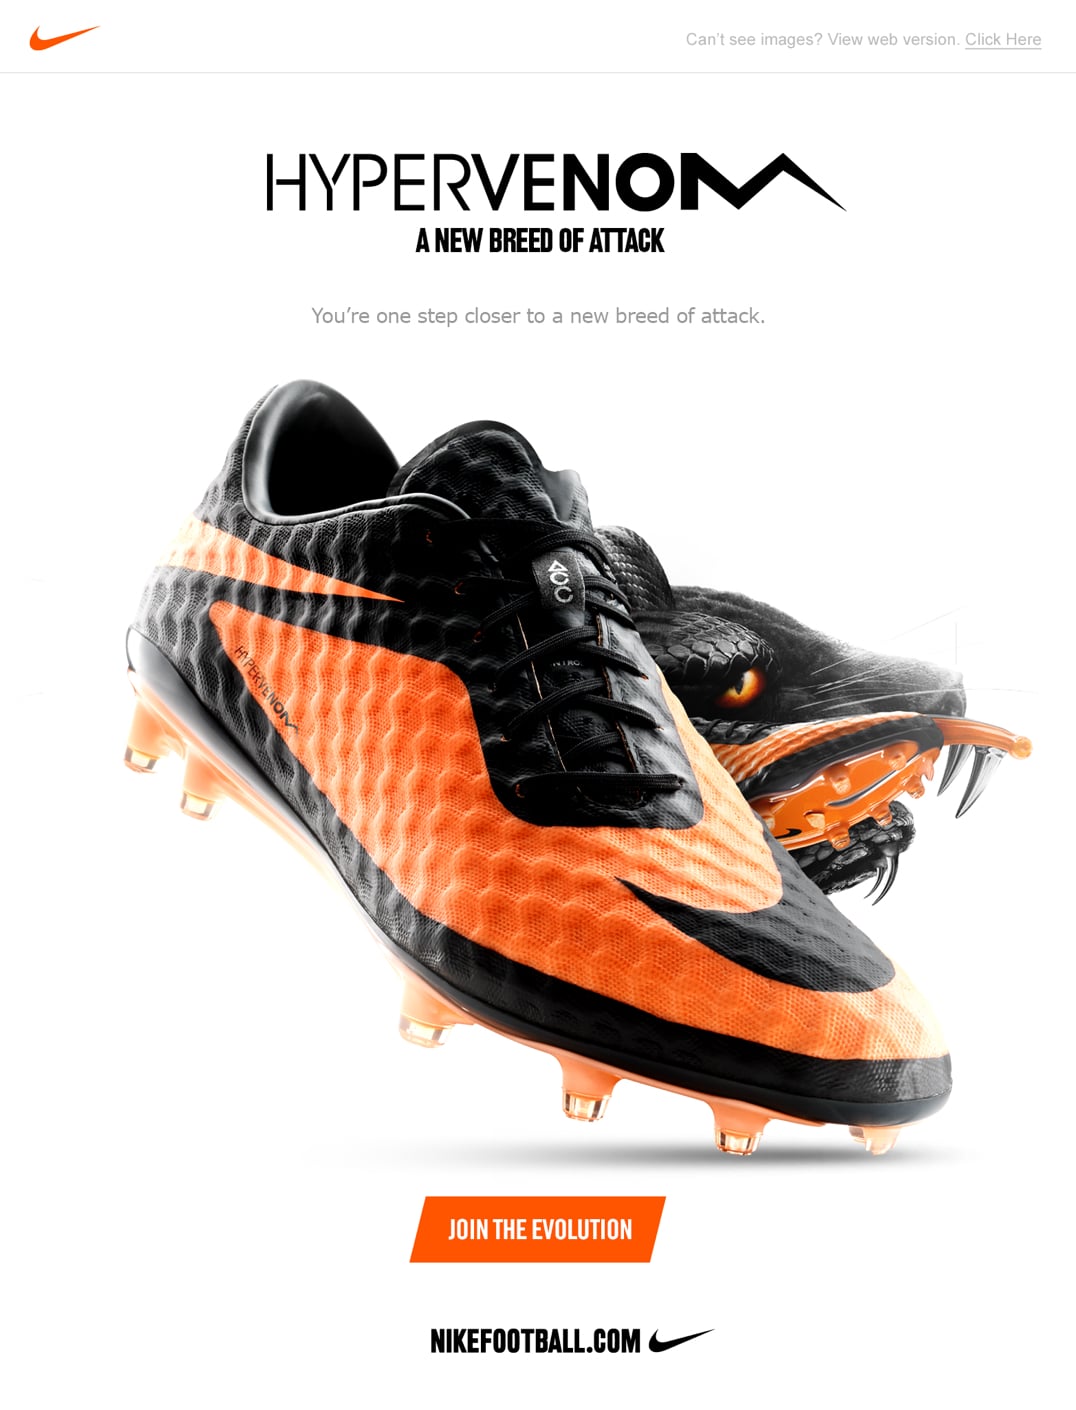 Can’t see images? View web version. Click Here
HYPERVENOM
A NEW BREED OF ATTACK
You’re one step closer to a new breed of attack.
ACC
HYPERVENOM
JOIN THE EVOLUTION
NIKEFOOTBALL.COM